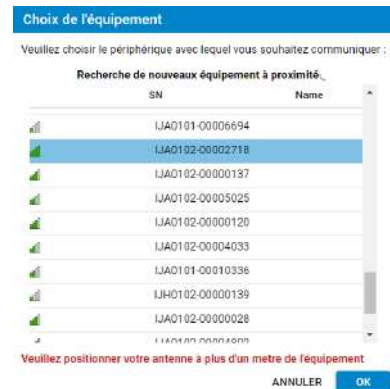 Choix de l'équipement
Veuillez choisir le périphérique avec lequel vous souhaitez communiquer :
Recherche de nouveaux équipement à proximité
SN Name
IJA0101-00006694
IJA0102-00002718
IJA0102-00000137
IJA0102-00005025
IJA0102-00000120
IJA0102-00004033
IJA0101-00010336
IJH0102-00000139
IJA0102-00000028
Veuillez positionner votre antenne à plus d'un metre de l'équipement
ANNULER OK